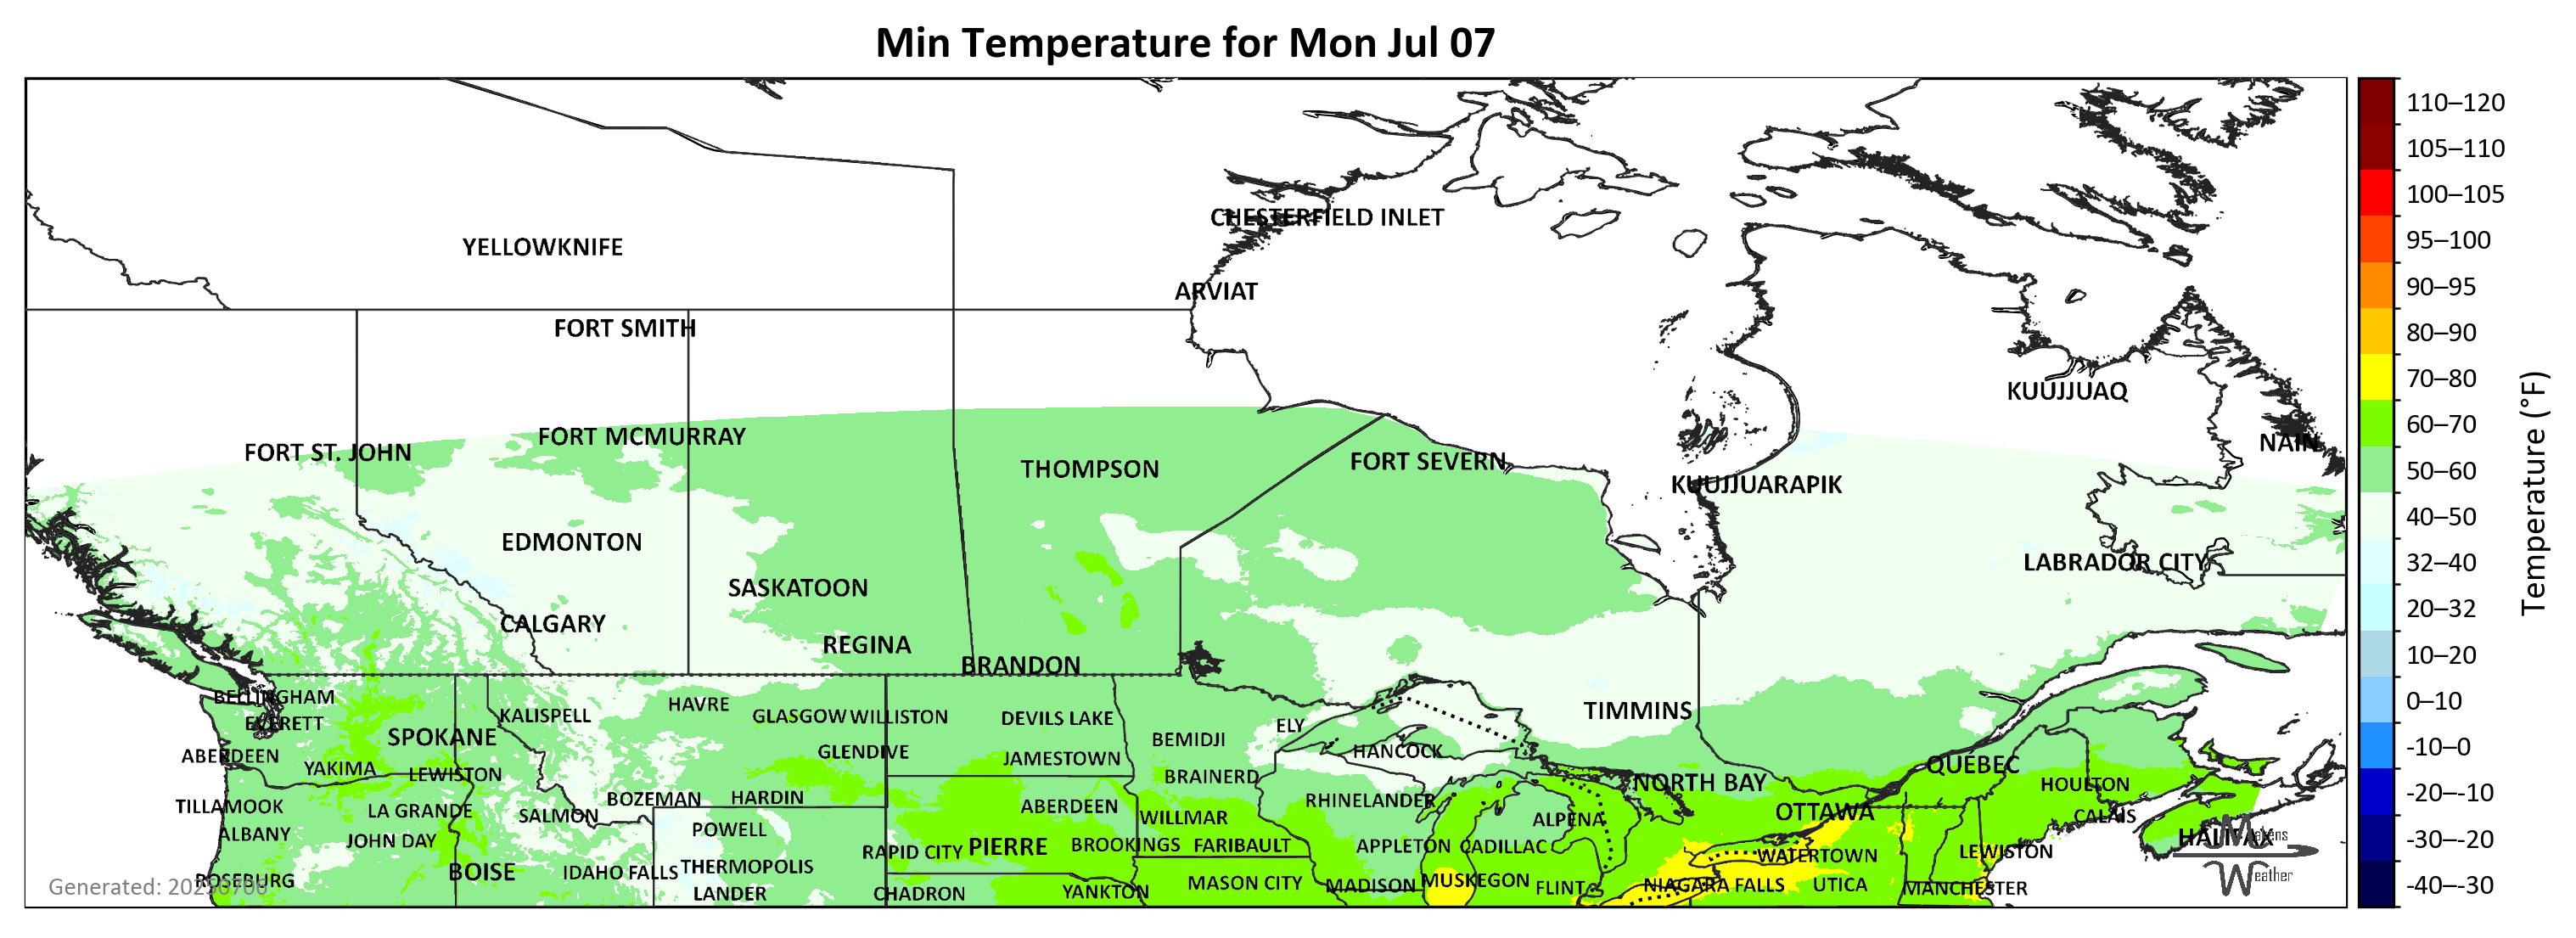 Min Temperature for Mon Jul 07
CHESTERFIELD INLET
YELLOWKNIFE
ARVIAT
FORT SMITH
KUUJJUAQ
FORT MCMURRAY
NAIN
FORT ST. JOHN
THOMPSON
FORT SEVERN
KUUJJUARAPIK
EDMONTON
LABRADOR CITY
SASKATOON
CALGARY
REGINA
BRANDON
BELLINGHAM
HAVRE
KALISPELL
GLASGOW WILLISTON
DEVILS LAKE
TIMMINS
EVERETT
ELY
SPOKANE
BEMIDJI
ABERDEEN
GLENDIVE
JAMESTOWN
HANCOCK
QUEBEC
YAKIMA
LEWISTON
BRAINERD
NORTH BAY
HOULTON
TILLAMOOK
LA GRANDE
SALMON
BOZEMAN
HARDIN
ABERDEEN
RHINELANDER
OTTAWA
WILLMAR
ALPENA
CALAIS
ALBANY
JOHN DAY
POWELL
HALIFAX
RAPID CITY
PIERRE
BROOKINGS
FARIBAULT
APPLETON
CADILLAC
WATERTOWN
LEWISTON
BOISE
IDAHO FALLS
THERMOPOLIS
ROSEBURG
LANDER
CHADRON
YANKTON
MASON CITY
MADISON
MUSKEGON
FLINT
NIAGARA FALLS
UTICA
MANCHESTER
Generated: 20250706
Makens
Weather
110–120
105–110
100–105
95–100
90–95
80–90
70–80
60–70
50–60
40–50
32–40
20–32
10–20
0–10
-10–0
-20–-10
-30–-20
-40–-30
Temperature (°F)